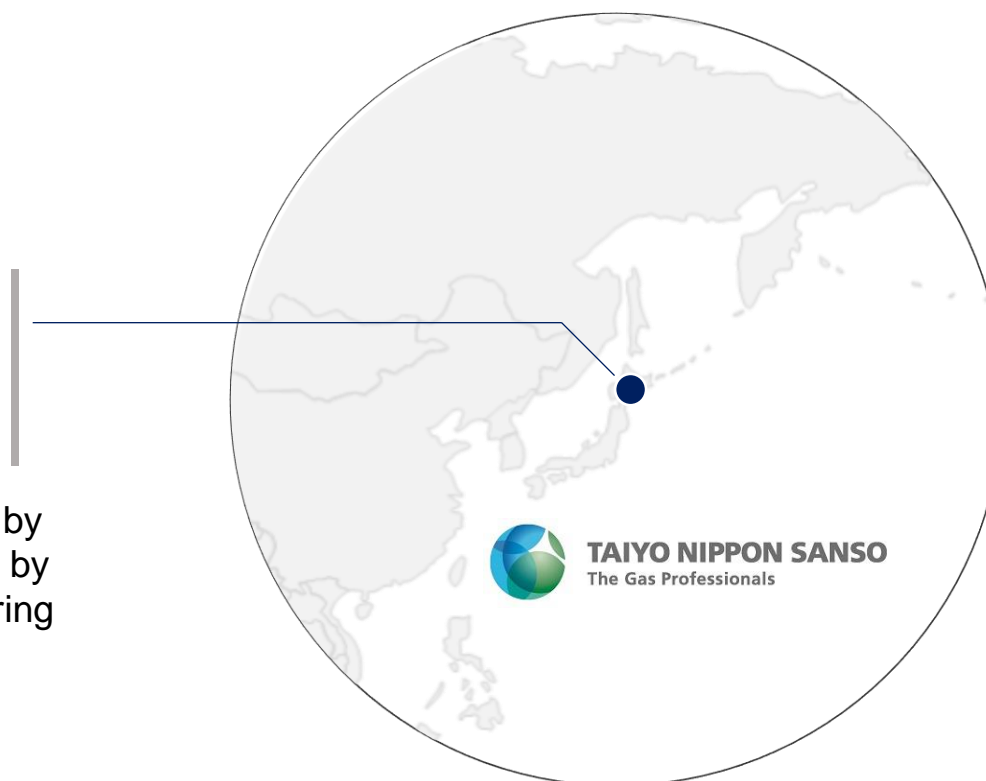 by
by
ring
TAIYO NIPPON SANSO
The Gas Professionals